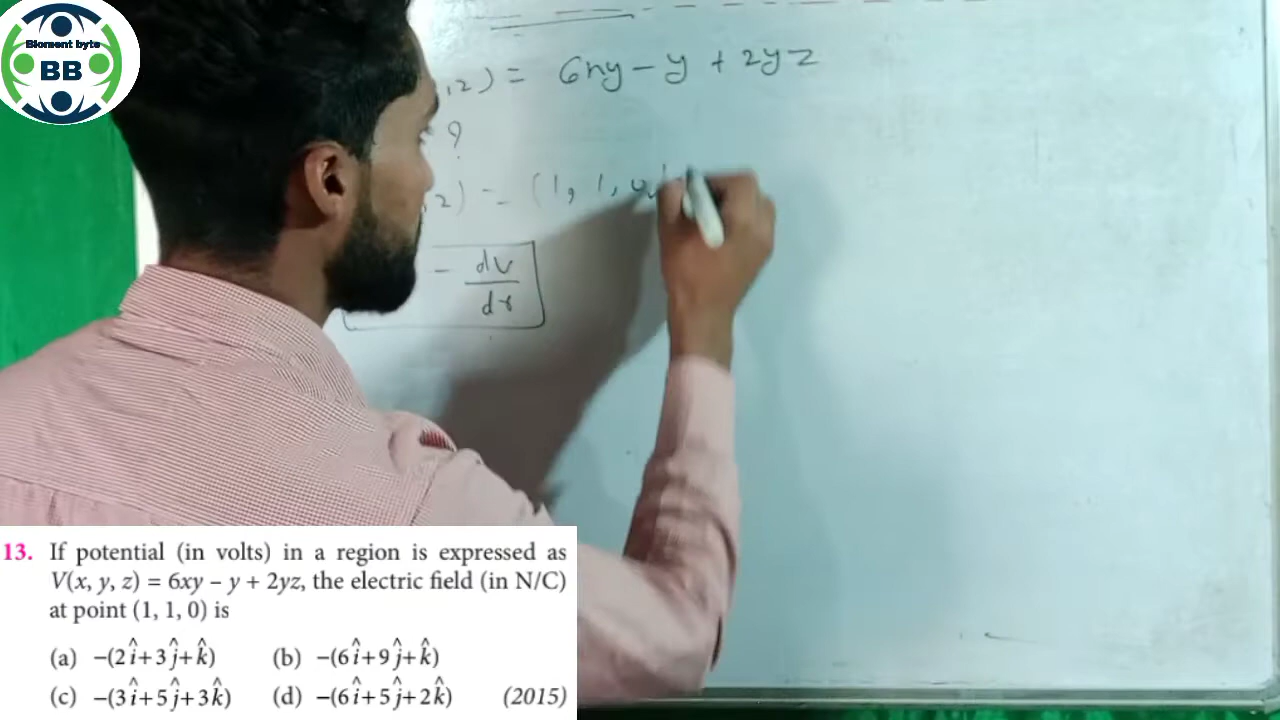 Bioment byte
BB
,2) = 6xy - y + 2yz
?
,2) = (1, 1, 0)
- dv
dr
13. If potential (in volts) in a region is expressed as
V(x, y, z) = 6xy – y + 2yz, the electric field (in N/C)
at point (1, 1, 0) is
(a) –(2î+3ĵ+k̂) (b) –(6î+9ĵ+k̂)
(c) –(3î+5ĵ+3k̂) (d) –(6î+5ĵ+2k̂) (2015)